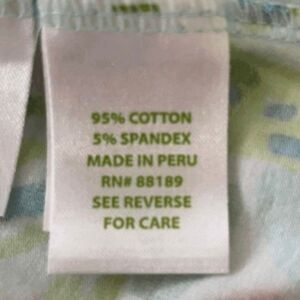 95% COTTON
5% SPANDEX
MADE IN PERU
RN# 88189
SEE REVERSE
FOR CARE